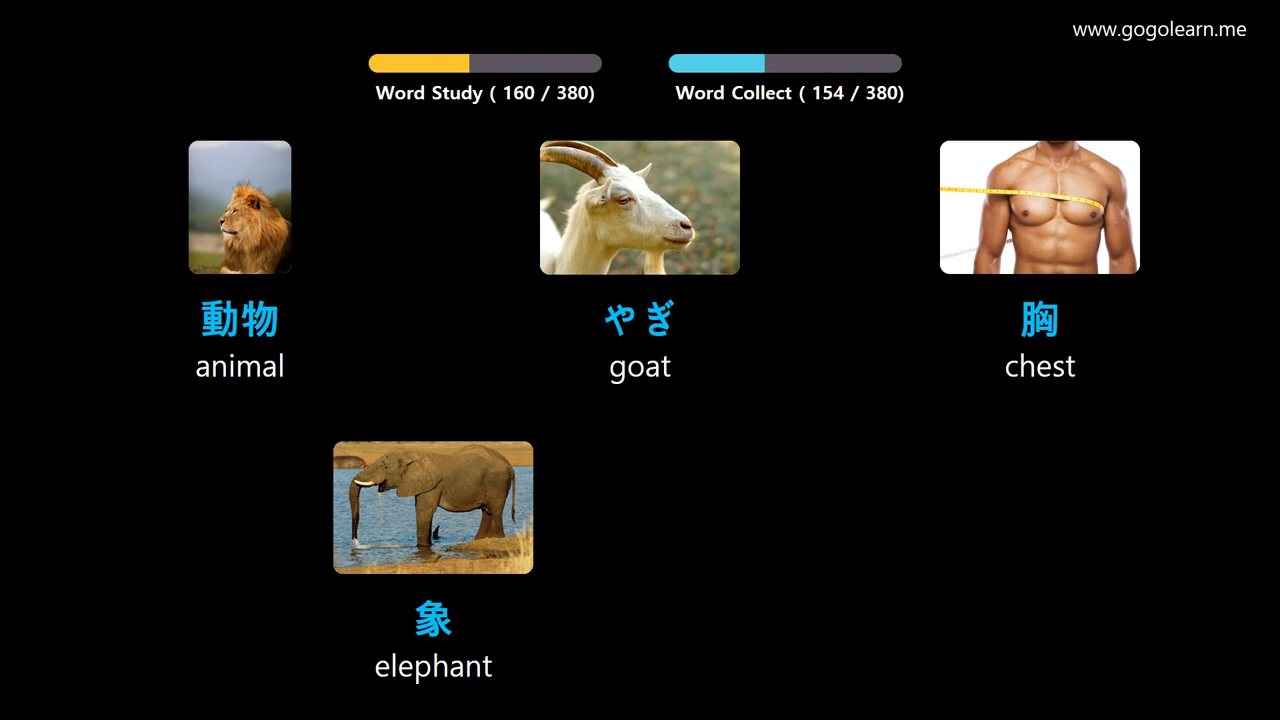 www.gogolearn.me
Word Study ( 160 / 380)
Word Collect ( 154 / 380)
動物
animal
やぎ
goat
胸
chest
象
elephant